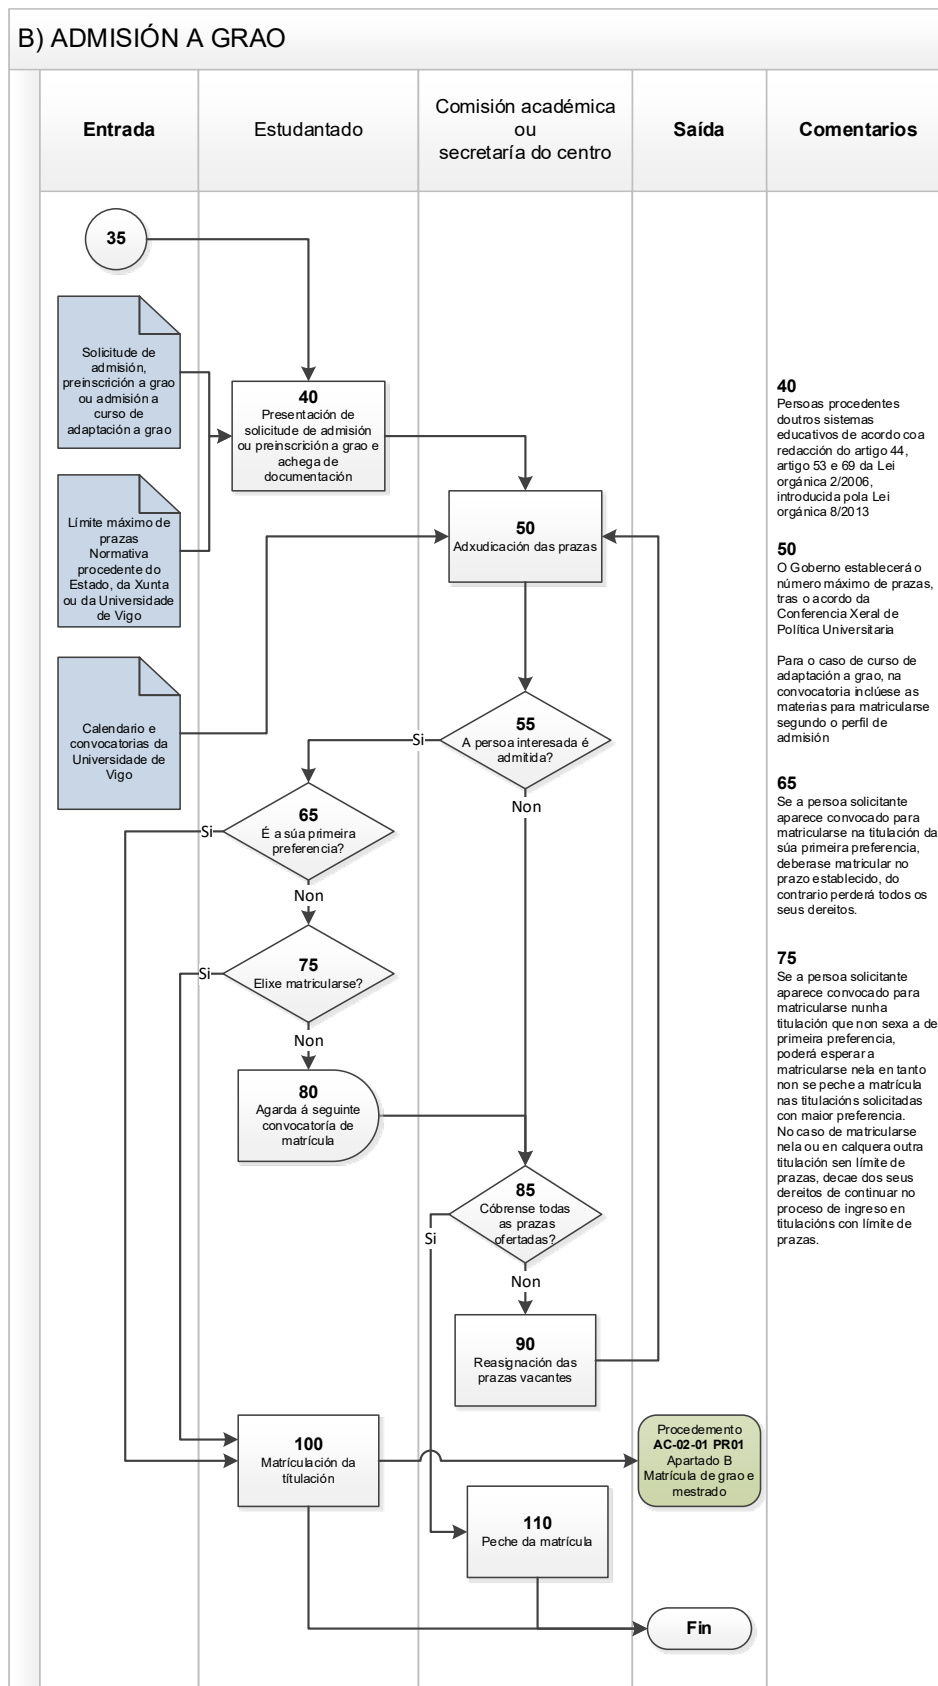 B) ADMISIÓN A GRAO
Entrada
Estudantado
Comisión académica
ou
secretaría do centro
Saída
Comentarios
35
Solicitude de
admisión,
preinscrición a grao
ou admisión a
curso de
adaptación a grao
40
Presentación de
solicitude de admisión
ou preinscrición a grao e
achega de
documentación
Límite máximo de
prazas
Normativa
procedente do
Estado, da Xunta
ou da Universidade
de Vigo
50
Adxudicación das prazas
Calendario e
convocatorias da
Universidade de
Vigo
55
A persoa interesada é
admitida?
Si
Non
65
É a súa primeira
preferencia?
Si
Non
75
Elixe matricularse?
Si
Non
80
Agarda á seguinte
convocatoría de
matrícula
85
Cóbrense todas
as prazas
ofertadas?
Si
Non
90
Reasignación das
prazas vacantes
100
Matrículación da
títulación
Procedemento
AC-02-01 PR01
Apartado B
Matrícula de grao e
mestrado
110
Peche da matrícula
Fin
40
Persoas procedentes
doutros sistemas
educativos de acordo coa
redacción do artigo 44,
artigo 53 e 69 da Lei
orgánica 2/2006,
introducida pola Lei
orgánica 8/2013
50
O Goberno establecerá o
número máximo de prazas,
tras o acordo da
Conferencia Xeral de
Política Universitaria
Para o caso de curso de
adaptación a grao, na
convocatoria inclúese as
materias para matricularse
segundo o perfil de
admisión
65
Se a persoa solicitante
aparece convocado para
matricularse na titulación da
súa primeira preferencia,
deberase matricular no
prazo establecido, do
contrario perderá todos os
seus dereitos.
75
Se a persoa solicitante
aparece convocado para
matricularse nunha
titulación que non sexa a de
primeira preferencia,
poderá esperar a
matricularse nela en tanto
non se peche a matrícula
nas titulacións solicitadas
con maior preferencia.
No caso de matricularse
nela ou en calquera outra
titulación sen límite de
prazas, decae dos seus
dereitos de continuar no
proceso de ingreso en
titulacións con límite de
prazas.